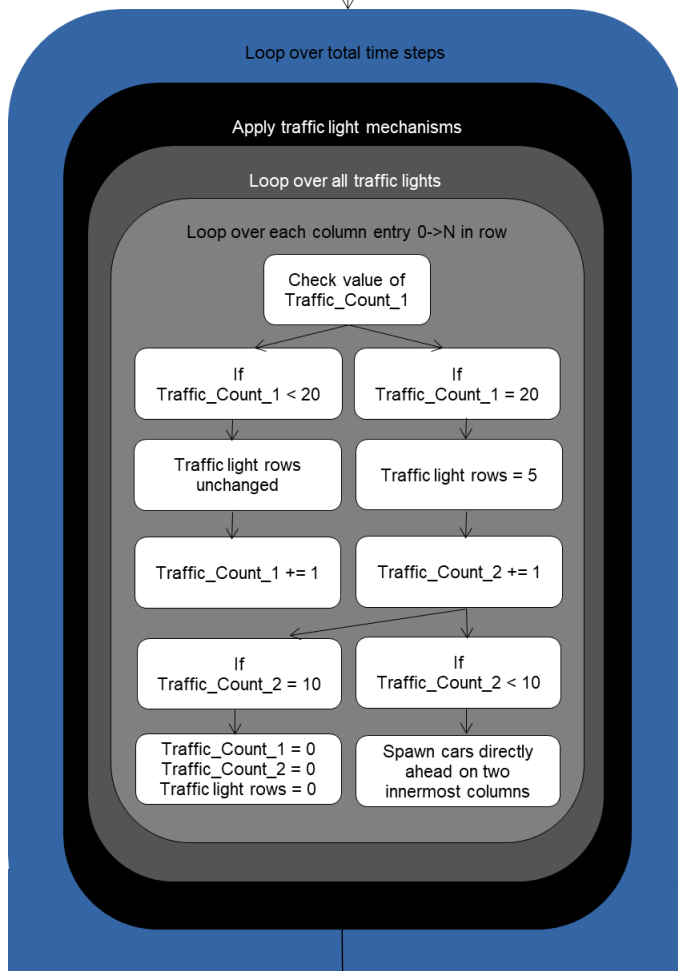 Loop over total time steps
Apply traffic light mechanisms
Loop over all traffic lights
Loop over each column entry 0->N in row
Check value of
Traffic_Count_1
If
Traffic_Count_1 < 20
If
Traffic_Count_1 = 20
Traffic light rows
unchanged
Traffic light rows = 5
Traffic_Count_1 += 1
Traffic_Count_2 += 1
If
Traffic_Count_2 = 10
If
Traffic_Count_2 < 10
Traffic_Count_1 = 0
Traffic_Count_2 = 0
Traffic light rows = 0
Spawn cars directly
ahead on two
innermost columns